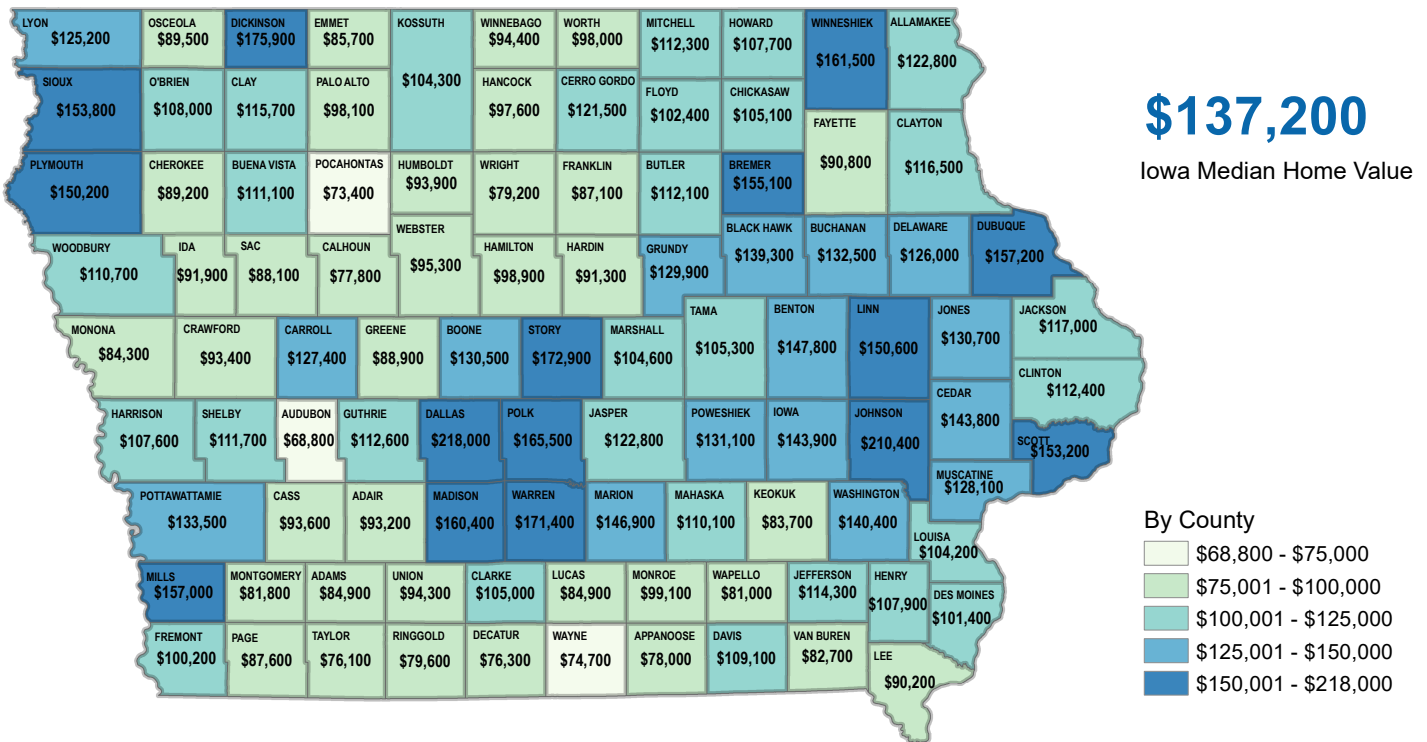 LYON
$125,200
OSCEOLA
$89,500
DICKINSON
$175,900
EMMET
$85,700
KOSSUTH
$104,300
WINNEBAGO
$94,400
WORTH
$98,000
MITCHELL
$112,300
HOWARD
$107,700
WINNESHIEK
$161,500
ALLAMAKEE
$122,800
SIOUX
$153,800
O'BRIEN
$108,000
CLAY
$115,700
PALO ALTO
$98,100
HANCOCK
$97,600
CERRO GORDO
$121,500
FLOYD
$102,400
CHICKASAW
$105,100
FAYETTE
$90,800
CLAYTON
$116,500
PLYMOUTH
$150,200
CHEROKEE
$89,200
BUENA VISTA
$111,100
POCAHONTAS
$73,400
HUMBOLDT
$93,900
WRIGHT
$79,200
FRANKLIN
$87,100
BUTLER
$112,100
BREMER
$155,100
WOODBURY
$110,700
IDA
$91,900
SAC
$88,100
CALHOUN
$77,800
WEBSTER
$95,300
HAMILTON
$98,900
HARDIN
$91,300
GRUNDY
$129,900
BLACK HAWK
$139,300
BUCHANAN
$132,500
DELAWARE
$126,000
DUBUQUE
$157,200
MONONA
$84,300
CRAWFORD
$93,400
CARROLL
$127,400
GREENE
$88,900
BOONE
$130,500
STORY
$172,900
MARSHALL
$104,600
TAMA
$105,300
BENTON
$147,800
LINN
$150,600
JONES
$130,700
JACKSON
$117,000
CLINTON
$112,400
CEDAR
$143,800
HARRISON
$107,600
SHELBY
$111,700
AUDUBON
$68,800
GUTHRIE
$112,600
DALLAS
$218,000
POLK
$165,500
JASPER
$122,800
POWESHIEK
$131,100
IOWA
$143,900
JOHNSON
$210,400
SCOTT
$153,200
MUSCATINE
$128,100
POTTAWATTAMIE
$133,500
CASS
$93,600
ADAIR
$93,200
MADISON
$160,400
WARREN
$171,400
MARION
$146,900
MAHASKA
$110,100
KEOKUK
$83,700
WASHINGTON
$140,400
LOUISA
$104,200
MILLS
$157,000
MONTGOMERY
$81,800
ADAMS
$84,900
UNION
$94,300
CLARKE
$105,000
LUCAS
$84,900
MONROE
$99,100
WAPELLO
$81,000
JEFFERSON
$114,300
HENRY
$107,900
DES MOINES
$101,400
FREMONT
$100,200
PAGE
$87,600
TAYLOR
$76,100
RINGGOLD
$79,600
DECATUR
$76,300
WAYNE
$74,700
APPANOOSE
$78,000
DAVIS
$109,100
VAN BUREN
$82,700
LEE
$90,200
$137,200
Iowa Median Home Value
By County
$68,800 - $75,000
$75,001 - $100,000
$100,001 - $125,000
$125,001 - $150,000
$150,001 - $218,000